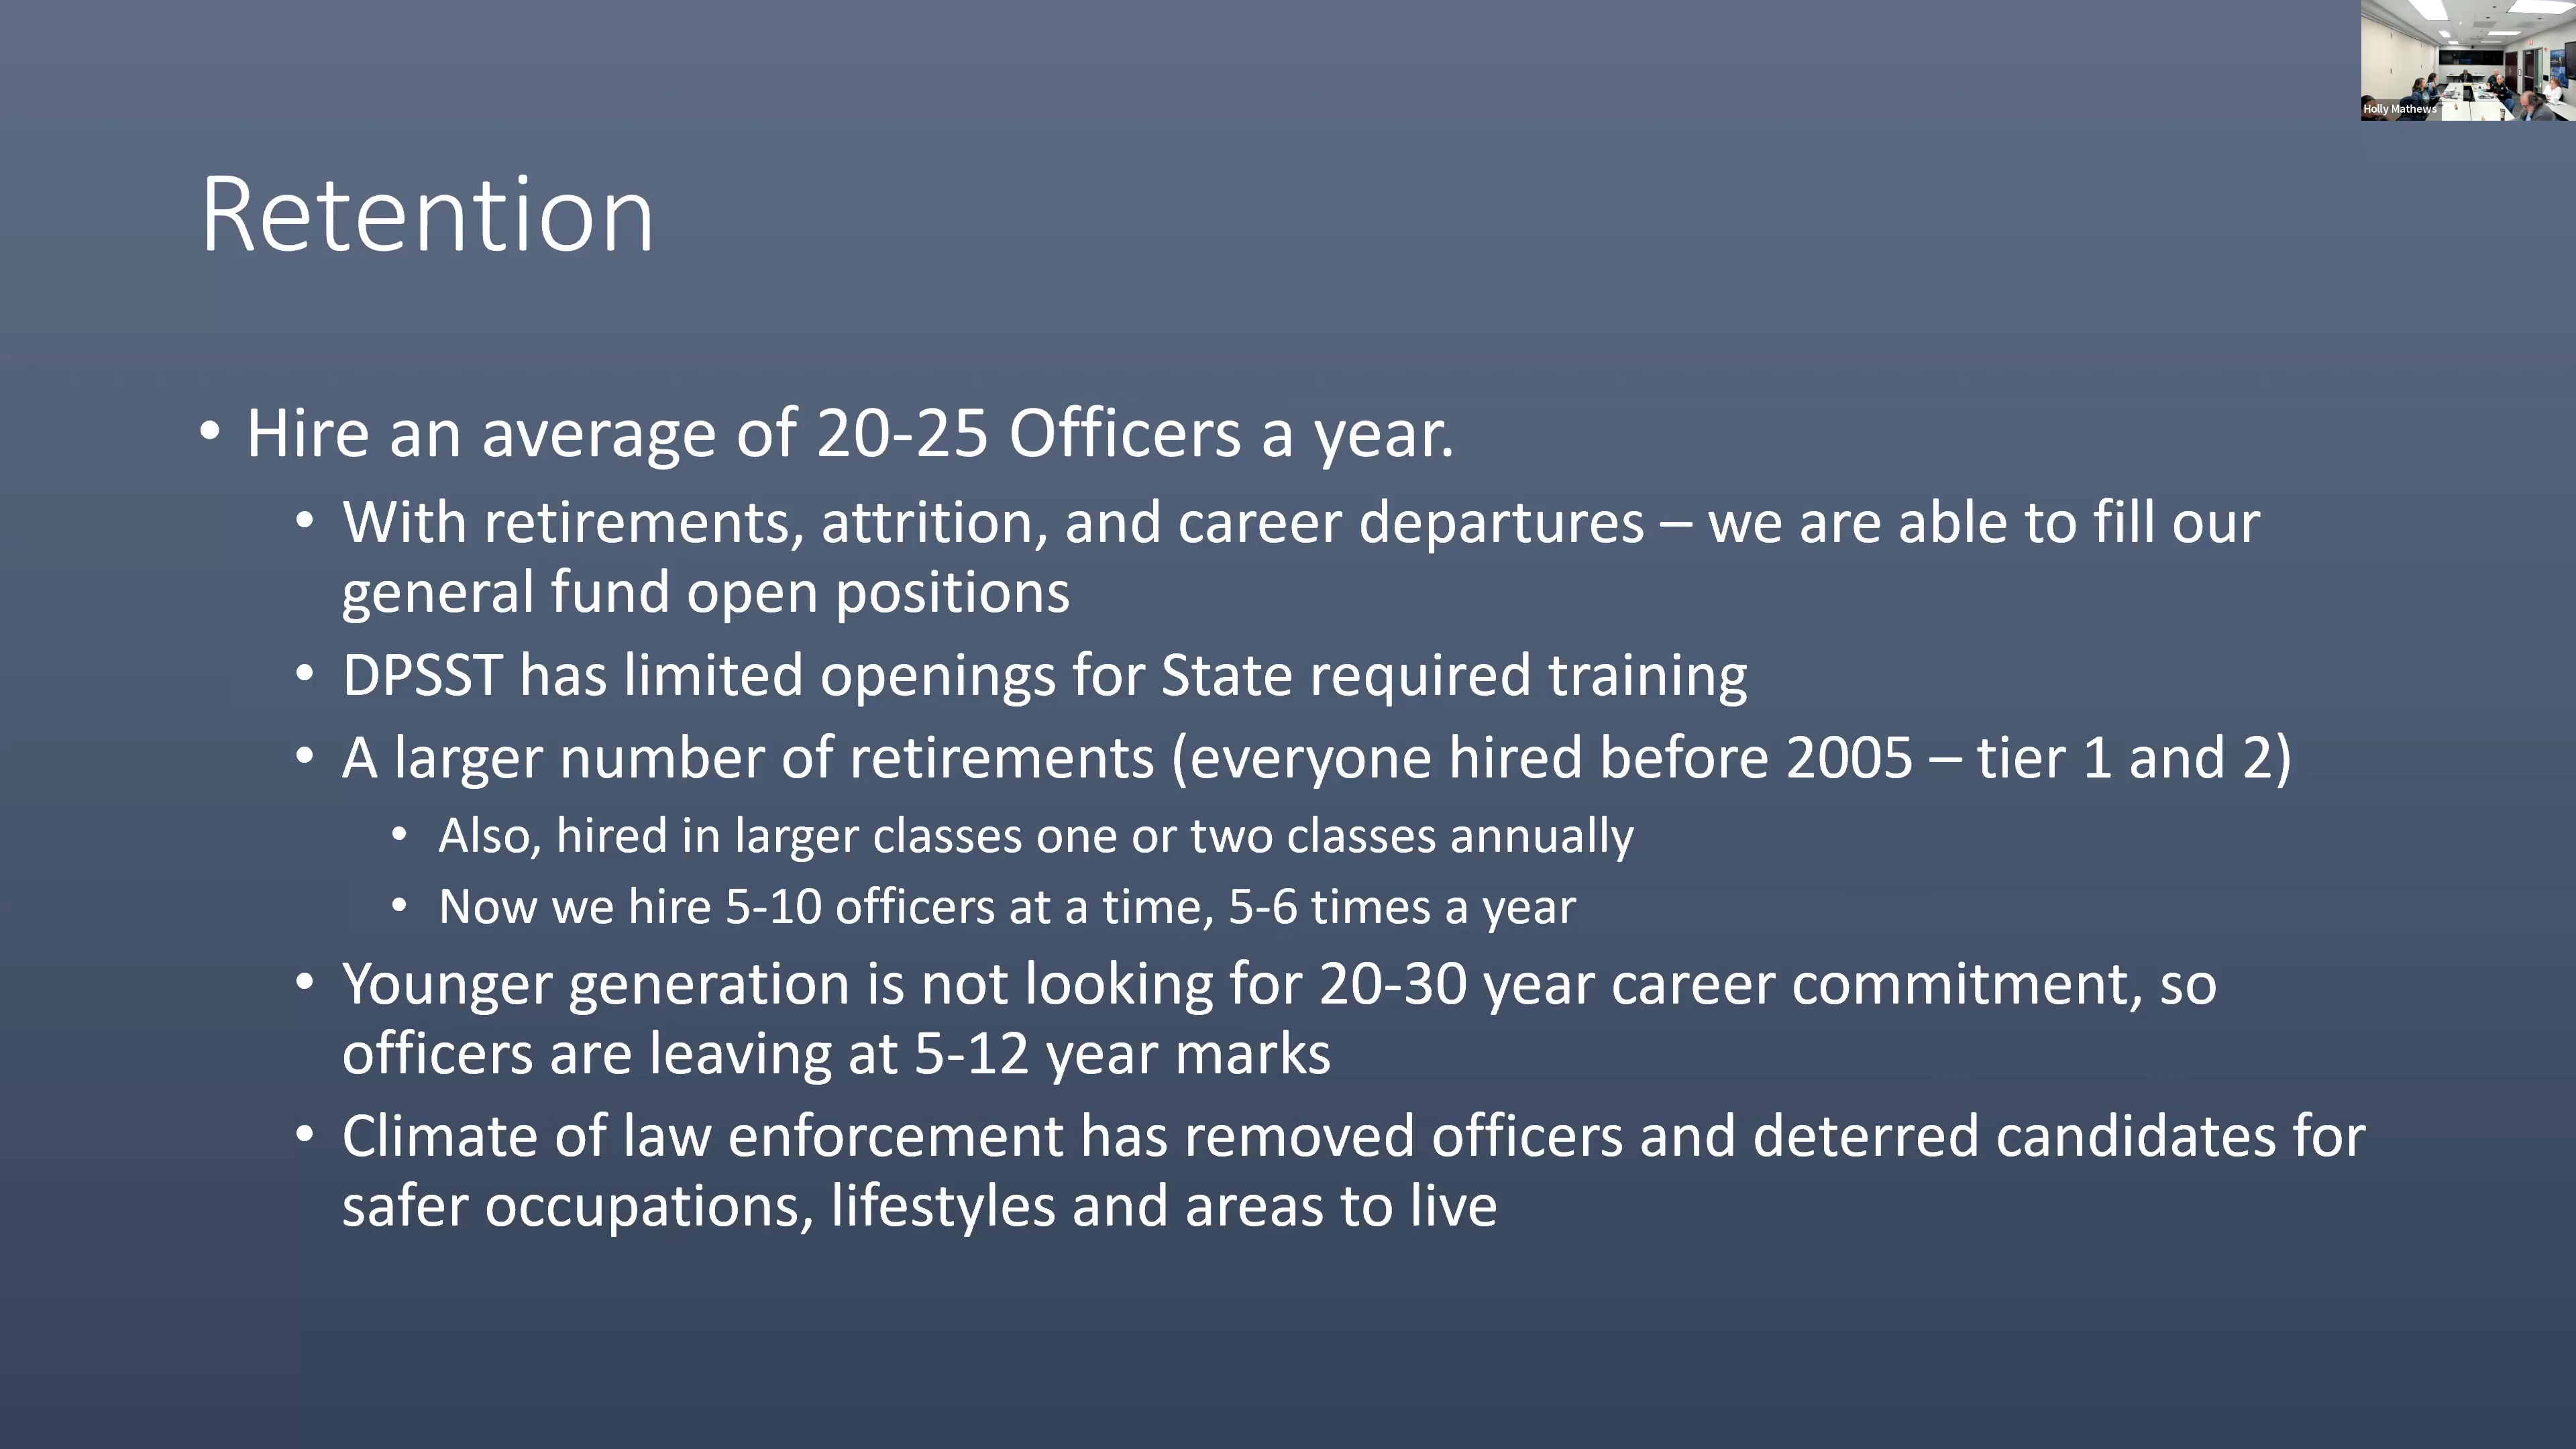 Holly Mathews
Retention
• Hire an average of 20-25 Officers a year.
• With retirements, attrition, and career departures – we are able to fill our
general fund open positions
• DPSST has limited openings for State required training
• A larger number of retirements (everyone hired before 2005 – tier 1 and 2)
• Also, hired in larger classes one or two classes annually
• Now we hire 5-10 officers at a time, 5-6 times a year
• Younger generation is not looking for 20-30 year career commitment, so
officers are leaving at 5-12 year marks
• Climate of law enforcement has removed officers and deterred candidates for
safer occupations, lifestyles and areas to live